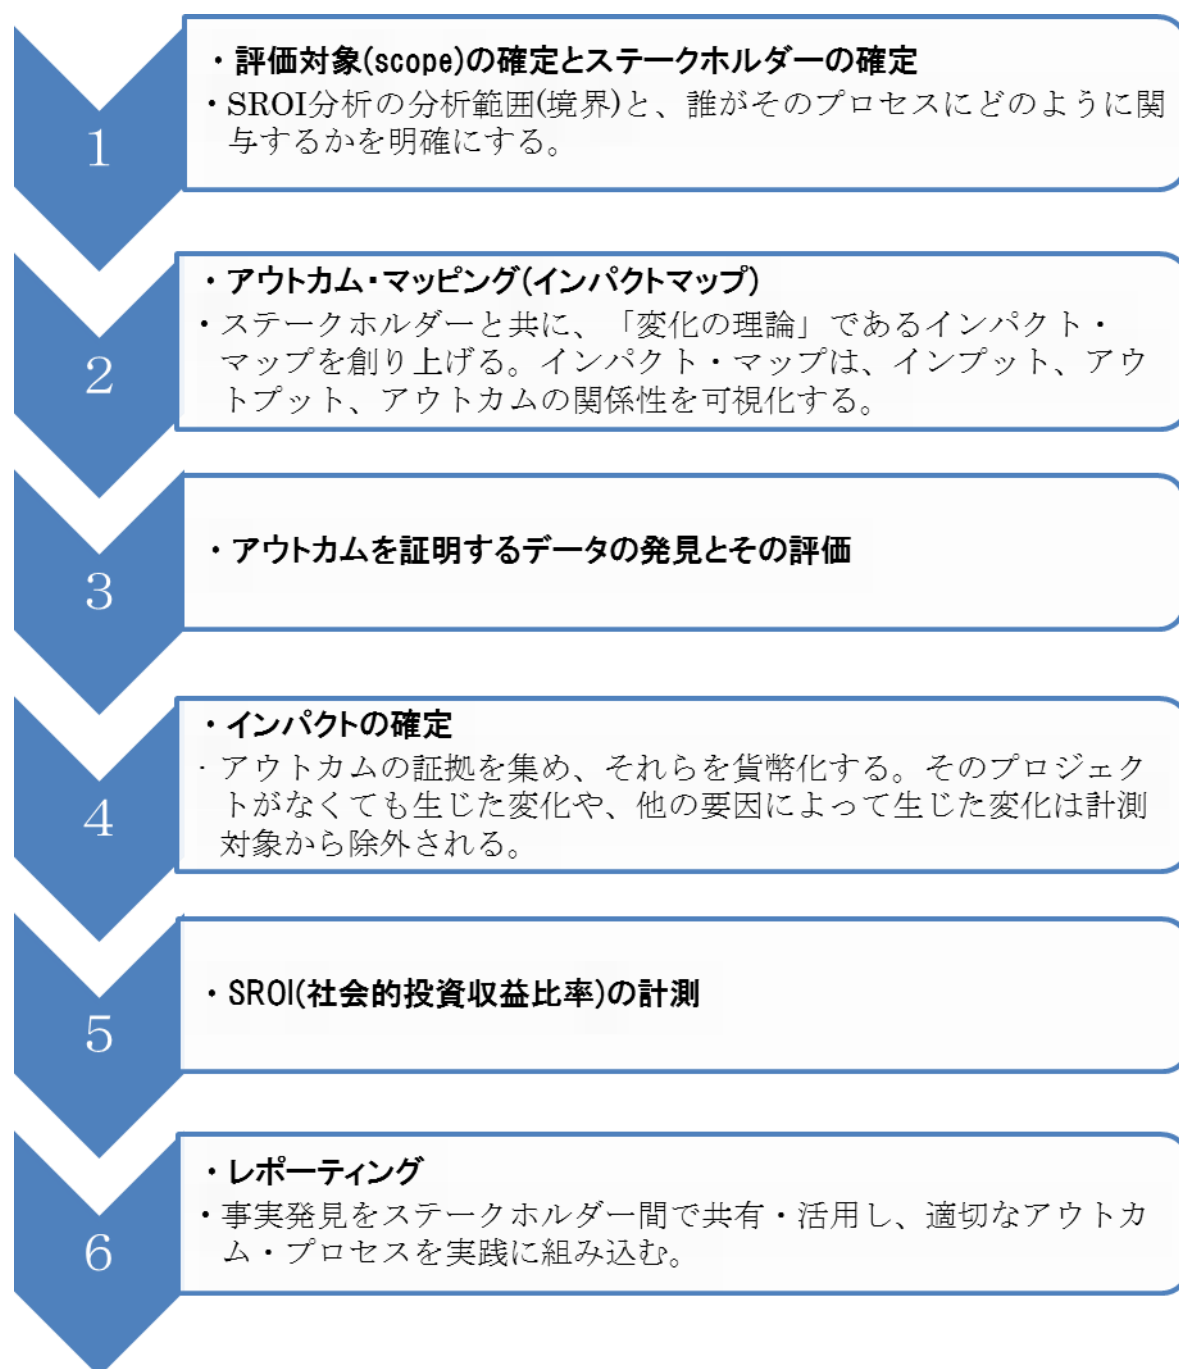 ・評価対象(scope)の確定とステークホルダーの確定
・SROI分析の分析範囲(境界)と、誰がそのプロセスにどのように関
与するかを明確にする。
1
・アウトカム・マッピング(インパクトマップ)
・ステークホルダーと共に、「変化の理論」であるインパクト・
マップを創り上げる。インパクト・マップは、インプット、アウ
トプット、アウトカムの関係性を可視化する。
2
・アウトカムを証明するデータの発見とその評価
3
・インパクトの確定
・アウトカムの証拠を集め、それらを貨幣化する。そのプロジェク
トがなくても生じた変化や、他の要因によって生じた変化は計測
対象から除外される。
4
・SROI(社会的投資収益比率)の計測
5
・レポーティング
・事実発見をステークホルダー間で共有・活用し、適切なアウトカ
ム・プロセスを実践に組み込む。
6